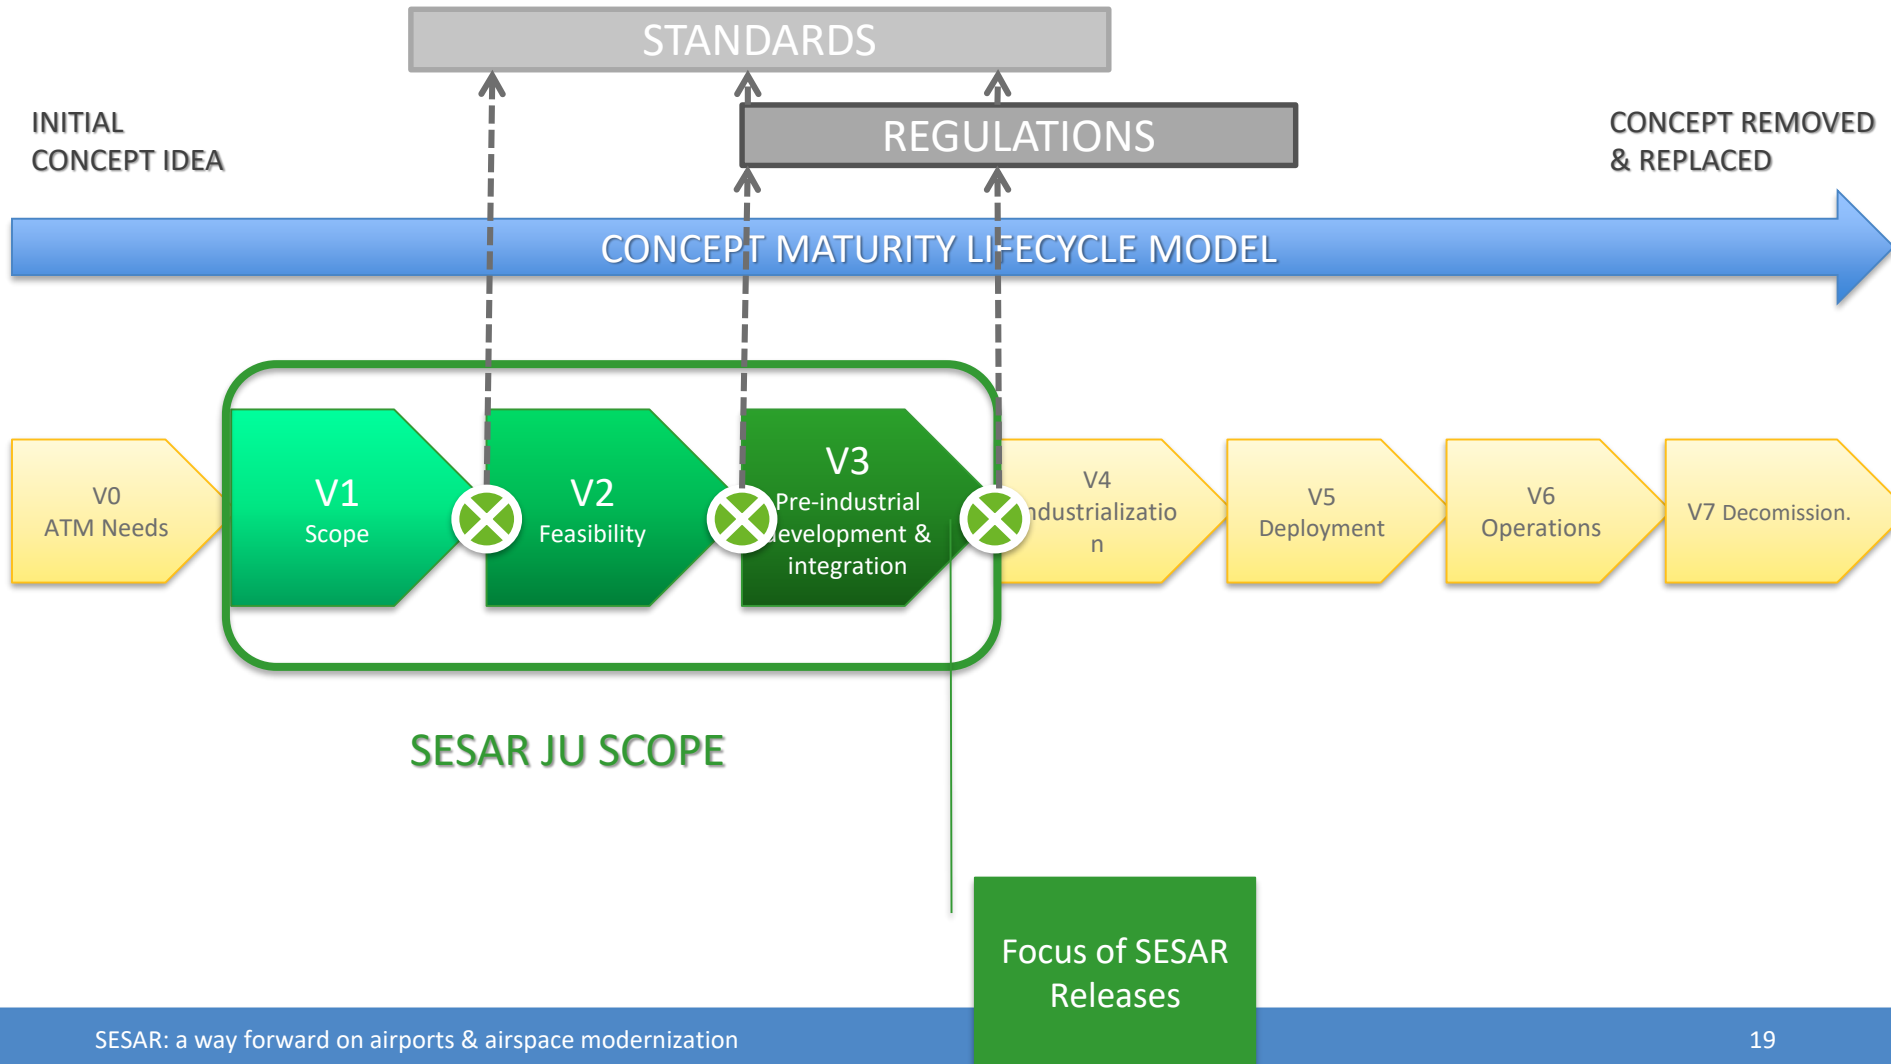 STANDARDS
REGULATIONS
INITIAL
CONCEPT IDEA
CONCEPT REMOVED
& REPLACED
CONCEPT MATURITY LIFECYCLE MODEL
V0
ATM Needs
V1
Scope
V2
Feasibility
V3
Pre-industrial
development &
integration
V4
Industrializatio
n
V5
Deployment
V6
Operations
V7 Decomission.
SESAR JU SCOPE
Focus of SESAR
Releases
SESAR: a way forward on airports & airspace modernization
19